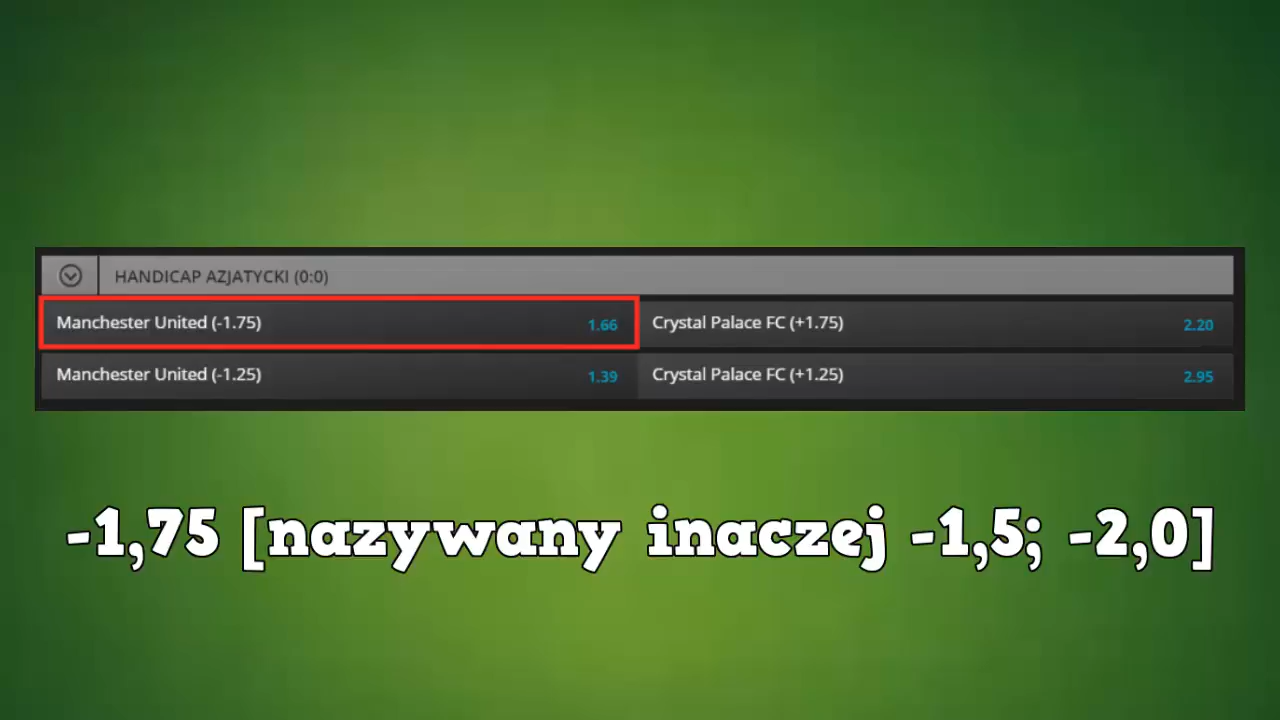 HANDICAP AZJATYCKI (0:0)
Manchester United (-1.75) 1.66 Crystal Palace FC (+1.75) 2.20
Manchester United (-1.25) 1.39 Crystal Palace FC (+1.25) 2.95
-1,75 [nazywany inaczej -1,5; -2,0]